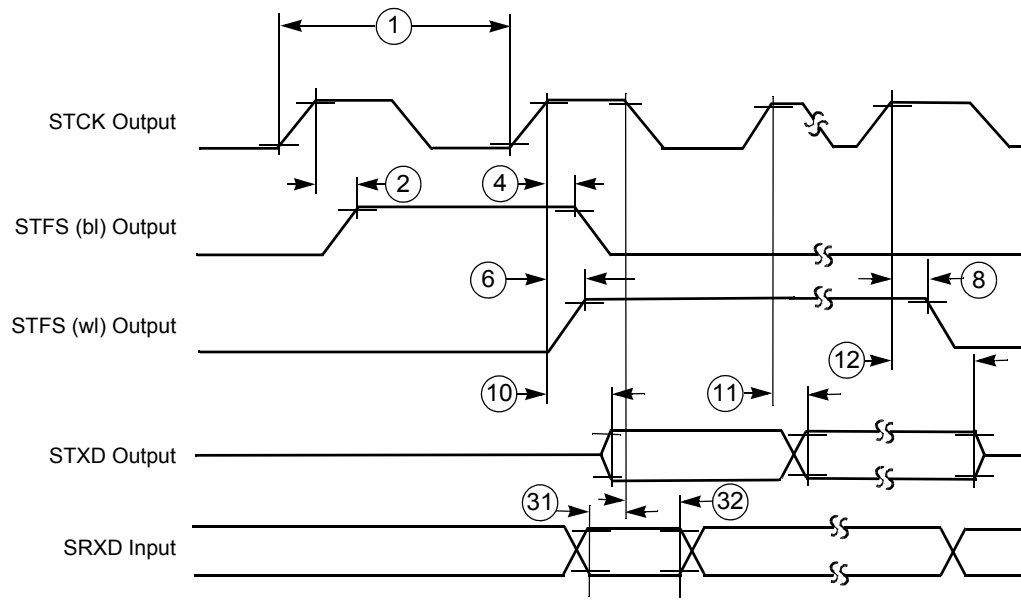 1
STCK Output
2
4
STFS (bl) Output
6
8
STFS (wl) Output
10
11
12
STXD Output
31
32
SRXD Input